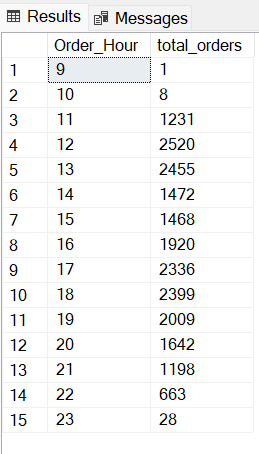 Results Messages
Order_Hour total_orders
1 9 1
2 10 8
3 11 1231
4 12 2520
5 13 2455
6 14 1472
7 15 1468
8 16 1920
9 17 2336
10 18 2399
11 19 2009
12 20 1642
13 21 1198
14 22 663
15 23 28